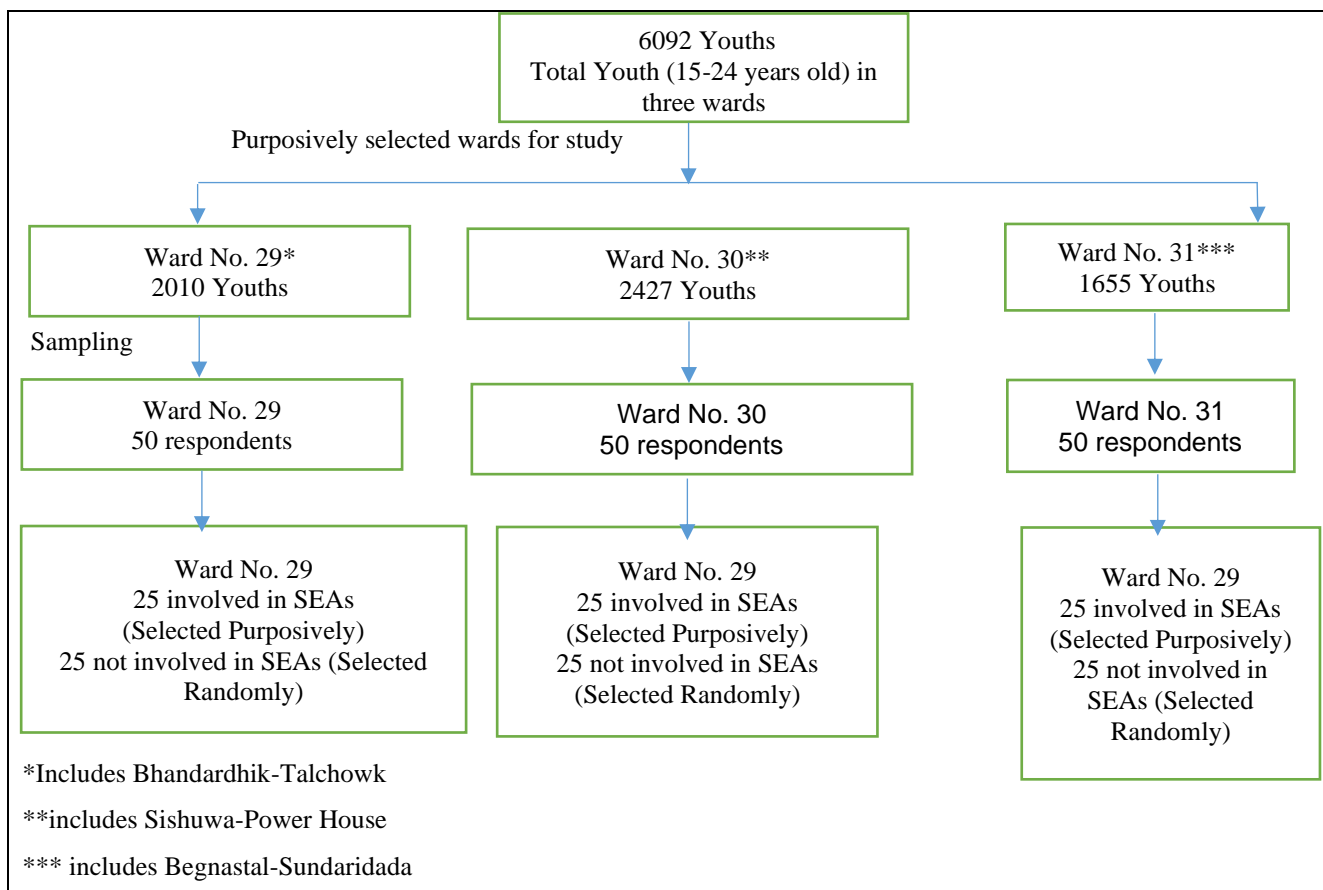 6092 Youths
Total Youth (15-24 years old) in
three wards
Purposively selected wards for study
Ward No. 29*
2010 Youths
Ward No. 30**
2427 Youths
Ward No. 31***
1655 Youths
Sampling
Ward No. 29
50 respondents
Ward No. 30
50 respondents
Ward No. 31
50 respondents
Ward No. 29
25 involved in SEAs
(Selected Purposively)
25 not involved in SEAs (Selected
Randomly)
Ward No. 29
25 involved in SEAs
(Selected Purposively)
25 not involved in SEAs
(Selected Randomly)
Ward No. 29
25 involved in SEAs
(Selected Purposively)
25 not involved in
SEAs (Selected
Randomly)
*Includes Bhandardhik-Talchowk
**includes Sishuwa-Power House
*** includes Begnastal-Sundaridada